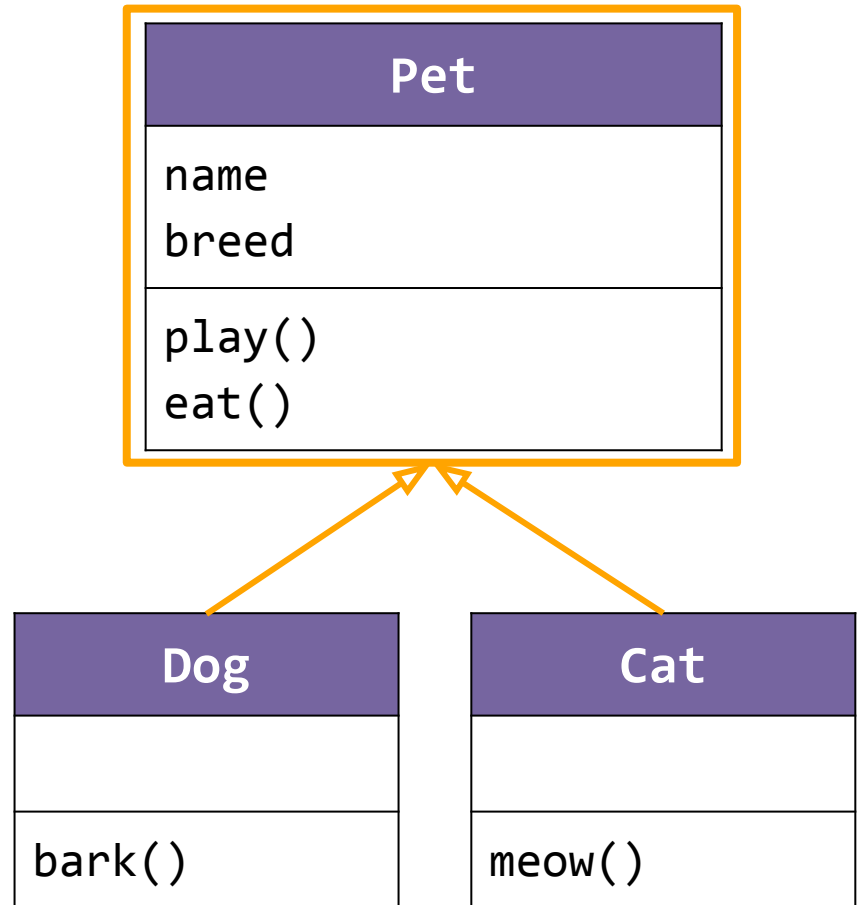 Pet
name
breed
play()
eat()
Dog
Cat
bark()
meow()